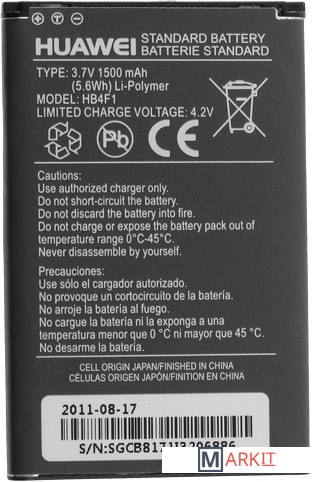 HUAWEI STANDARD BATTERY
BATTERIE STANDARD
TYPE: 3.7V 1500 mAh
(5.6Wh) Li-Polymer
MODEL: HB4F1
LIMITED CHARGE VOLTAGE: 4.2V
Pb
Cautions:
Use authorized charger only.
Do not short-circuit the battery.
Do not discard the battery into fire.
Do not charge or expose the battery pack out of
temperature range 0°C-45°C.
Never disassembly by yourself.
Precauciones:
Use sólo el cargador autorizado.
No provoque un cortocircuito de la batería.
No arroje la batería al fuego.
No cargue la batería ni la exponga a una
temperatura menor que 0 °C ni mayor que 45 °C.
No desarme la batería.
CELL ORIGIN JAPAN/FINISHED IN CHINA
CÉLULAS ORIGEN JAPÓN/FINITION EN CHINA
2011-08-17
MARKIT